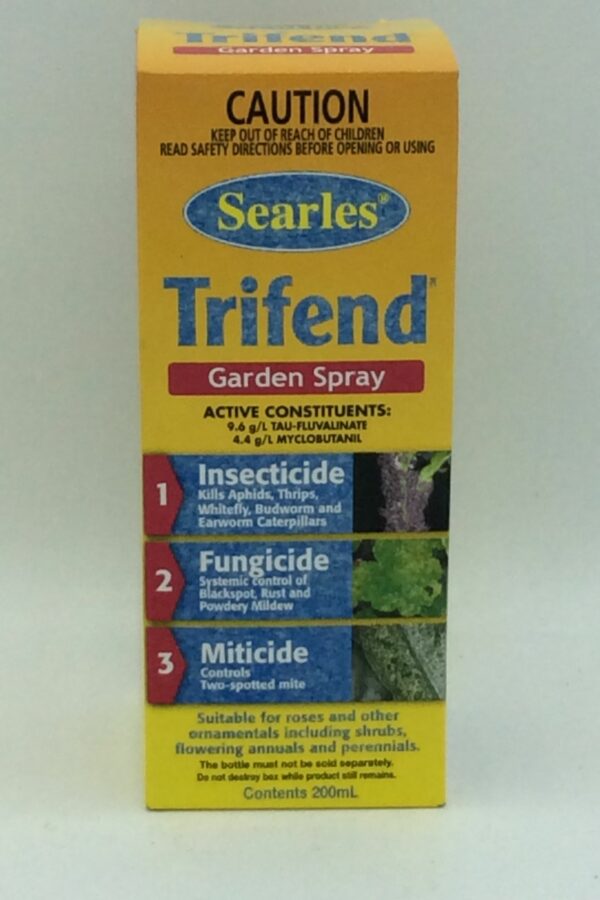 Trifend
Garden Spray
CAUTION
KEEP OUT OF REACH OF CHILDREN
READ SAFETY DIRECTIONS BEFORE OPENING OR USING
Searles®
Trifend™
Garden Spray
ACTIVE CONSTITUENTS:
9.6 g/L TAU-FLUVALINATE
4.4 g/L MYCLOBUTANIL
1
Insecticide
Kills Aphids, Thrips,
Whitefly, Budworm and
Earworm Caterpillars
2
Fungicide
Systemic control of
Blackspot, Rust and
Powdery Mildew
3
Miticide
Controls
Two-spotted mite
Suitable for roses and other
ornamentals including shrubs,
flowering annuals and perennials.
The bottle must not be sold separately.
Do not destroy box while product still remains.
Contents 200mL